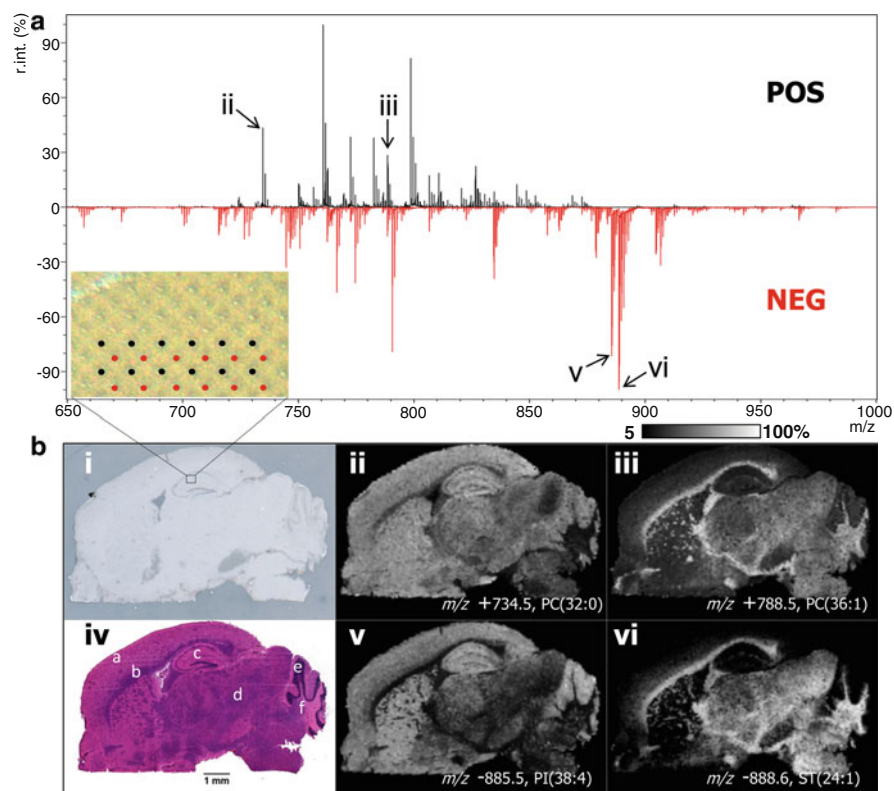 a
r.int. (%)
90
60
30
0
-30
-60
-90
ii
iii
POS
NEG
v
vi
650 700 750 800 850 900 950 1000
m/z
5 100%
b
i
ii
m/z +734.5, PC(32:0)
iii
m/z +788.5, PC(36:1)
iv
a
b
c
d
e
f
1 mm
v
m/z -885.5, PI(38:4)
vi
m/z -888.6, ST(24:1)